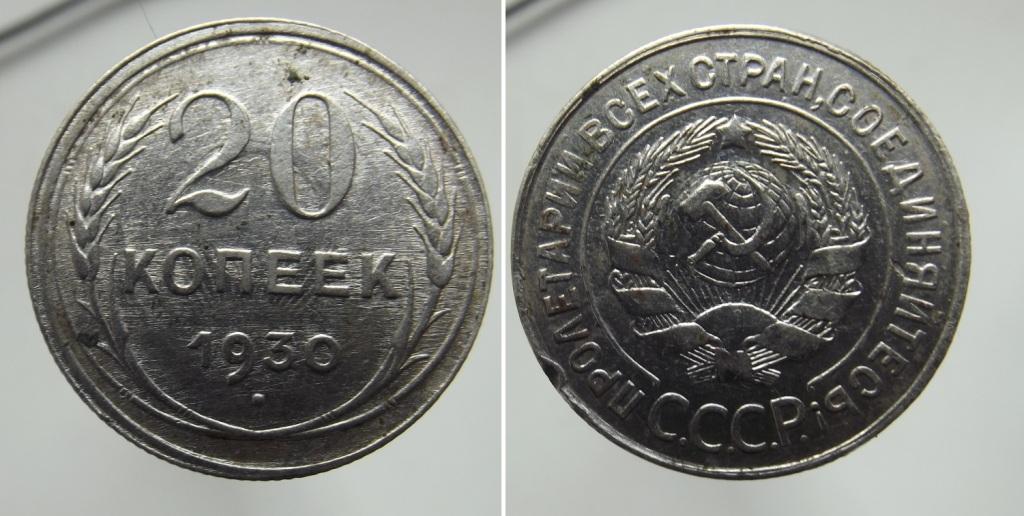 20
КОПЕЕК
1930
ПРОЛЕТАРИИ ВСЕХ СТРАН, СОЕДИНЯЙТЕСЬ!
С.С.С.Р.